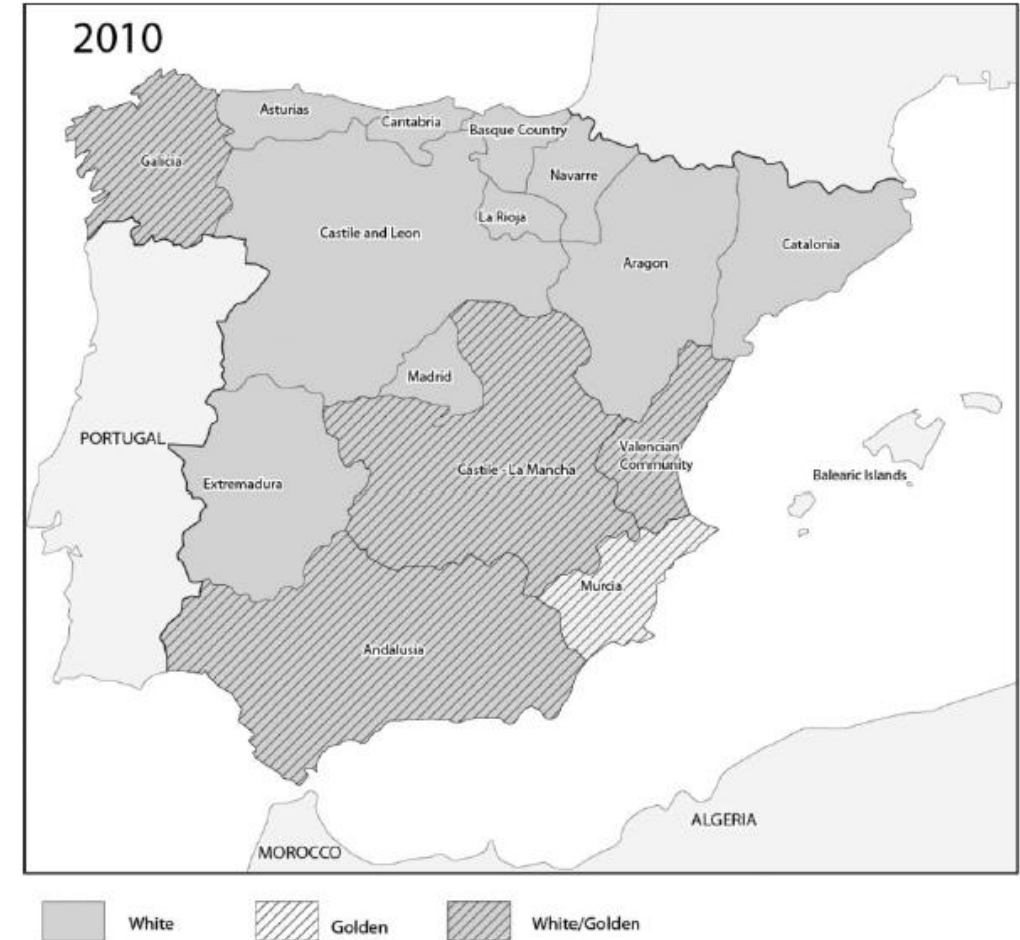 2010
Asturias
Cantabria
Basque Country
Galicia
Navarre
La Rioja
Castile and Leon
Catalonia
Aragon
Madrid
PORTUGAL
Valencian
Community
Castile - La Mancha
Balearic Islands
Extremadura
Murcia
Andalusia
ALGERIA
MOROCCO
White
Golden
White/Golden